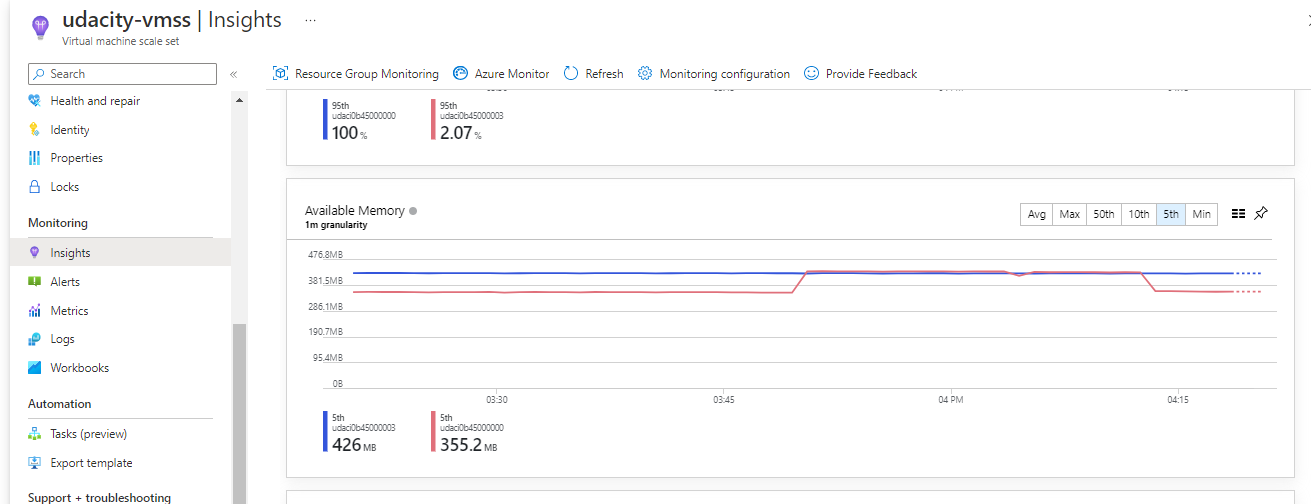 udacity-vmss | Insights ...
Virtual machine scale set
Search
«
Health and repair
Identity
Properties
Locks
Monitoring
Insights
Alerts
Metrics
Logs
Workbooks
Automation
Tasks (preview)
Export template
Support + troubleshooting
Resource Group Monitoring Azure Monitor Refresh Monitoring configuration Provide Feedback
95th 95th
udaci0b45000000 udaci0b45000003
100 % 2.07 %
Available Memory
1m granularity
Avg Max 50th 10th 5th Min
476.8MB
381.5MB
286.1MB
190.7MB
95.4MB
0B
03:30 03:45 04 PM 04:15
5th 5th
udaci0b45000003 udaci0b45000000
426 MB 355.2 MB